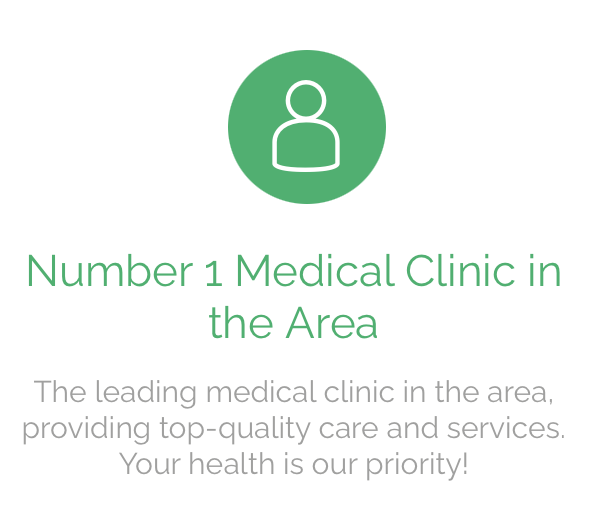 Number 1 Medical Clinic in
the Area
The leading medical clinic in the area,
providing top-quality care and services.
Your health is our priority!